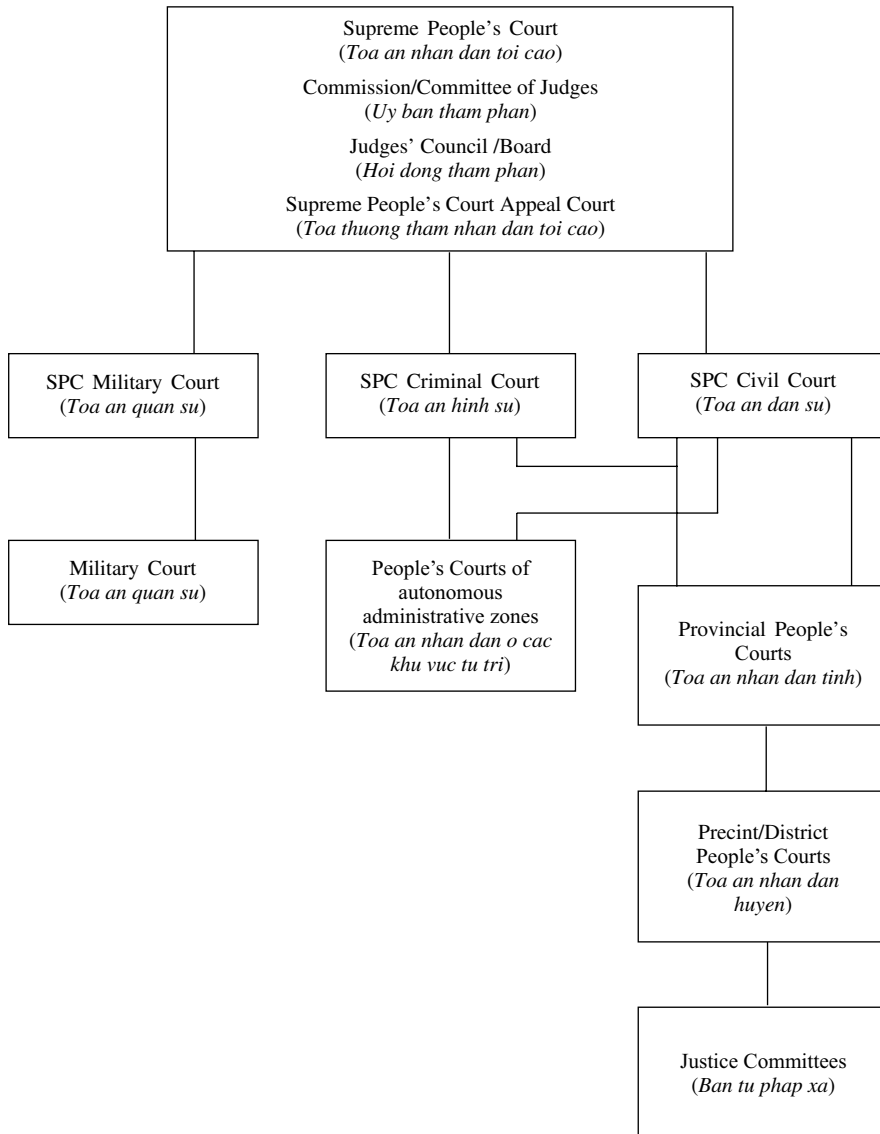 Supreme People’s Court
(Toa an nhan dan toi cao)
Commission/Committee of Judges
(Uy ban tham phan)
Judges’ Council /Board
(Hoi dong tham phan)
Supreme People’s Court Appeal Court
(Toa thuong tham nhan dan toi cao)
SPC Military Court
(Toa an quan su)
SPC Criminal Court
(Toa an hinh su)
SPC Civil Court
(Toa an dan su)
Military Court
(Toa an quan su)
People’s Courts of
autonomous
administrative zones
(Toa an nhan dan o cac
khu vuc tu tri)
Provincial People’s
Courts
(Toa an nhan dan tinh)
Precint/District
People’s Courts
(Toa an nhan dan
huyen)
Justice Committees
(Ban tu phap xa)